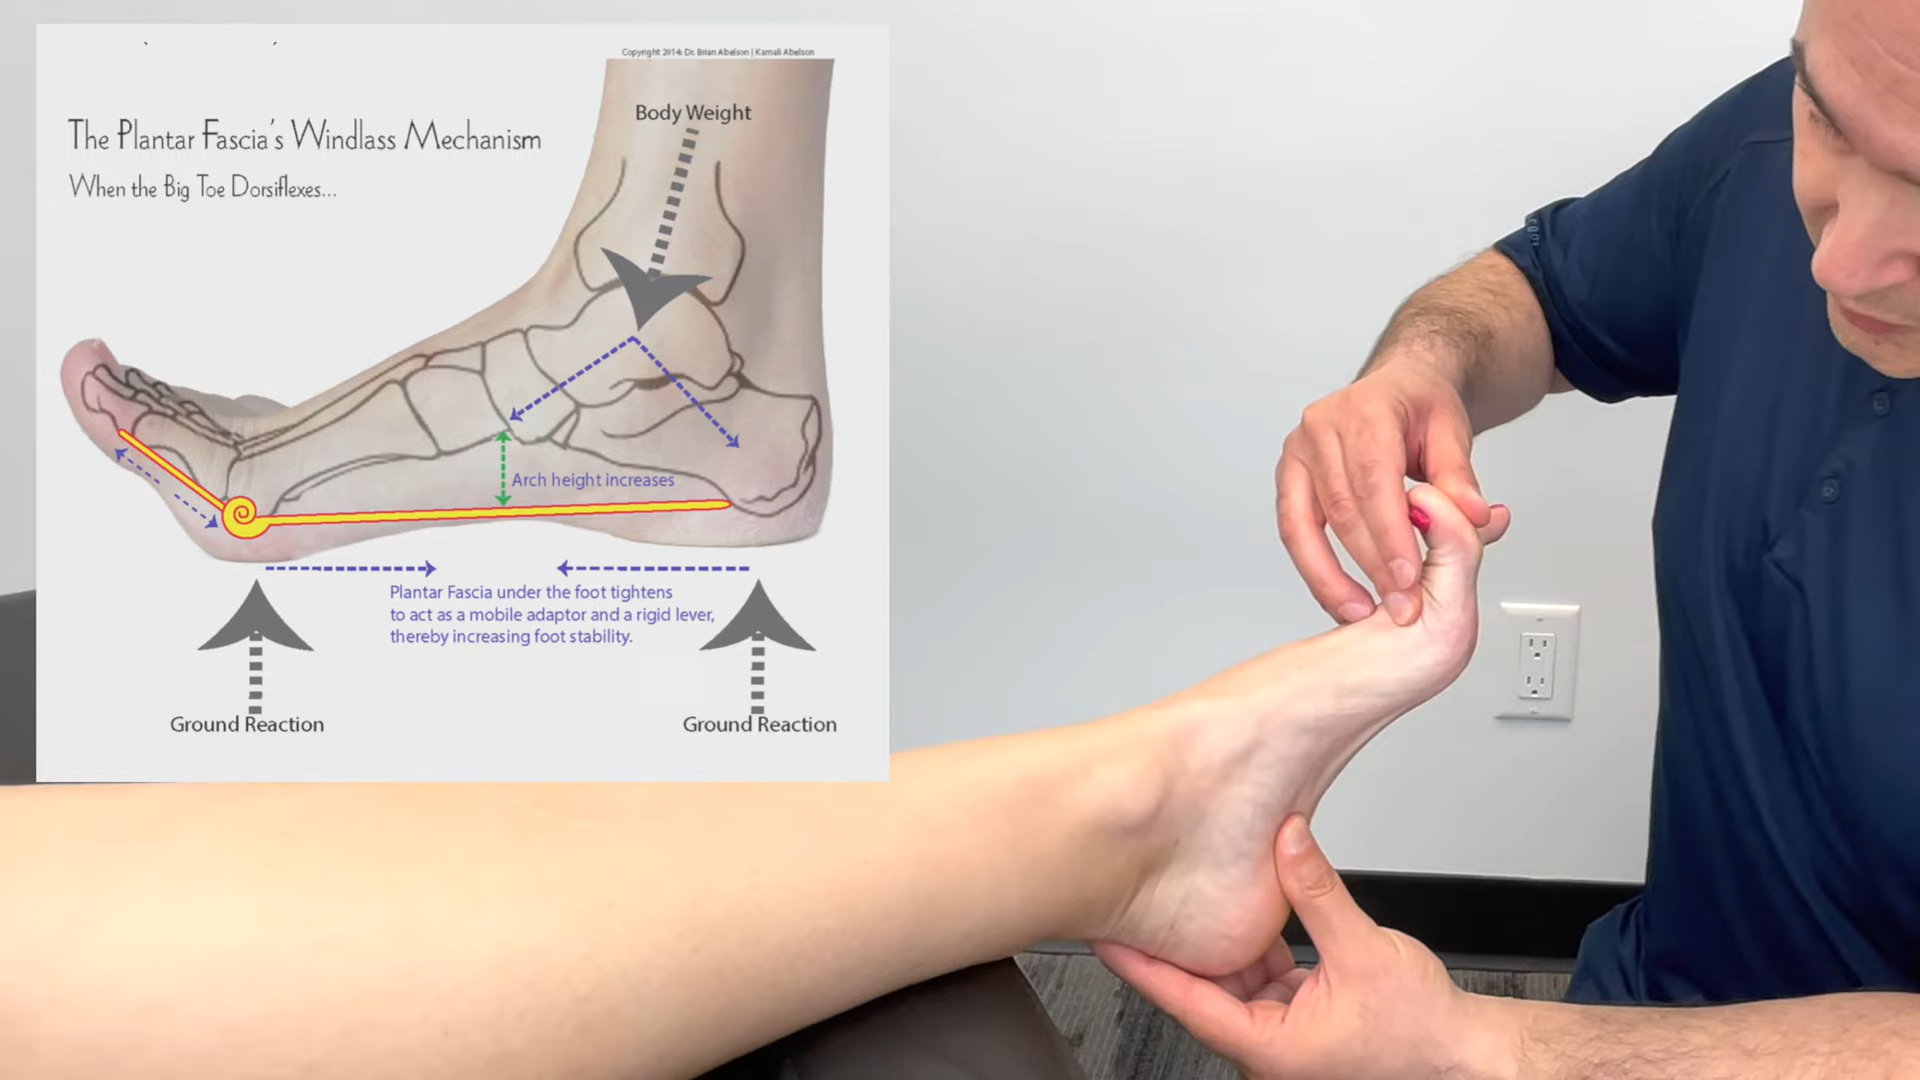 Copyright 2014: Dr. Brian Abelson | Kamali Abelson
Body Weight
The Plantar Fascia's Windlass Mechanism
When the Big Toe Dorsiflexes...
Arch height increases
Plantar Fascia under the foot tightens
to act as a mobile adaptor and a rigid lever,
thereby increasing foot stability.
Ground Reaction
Ground Reaction